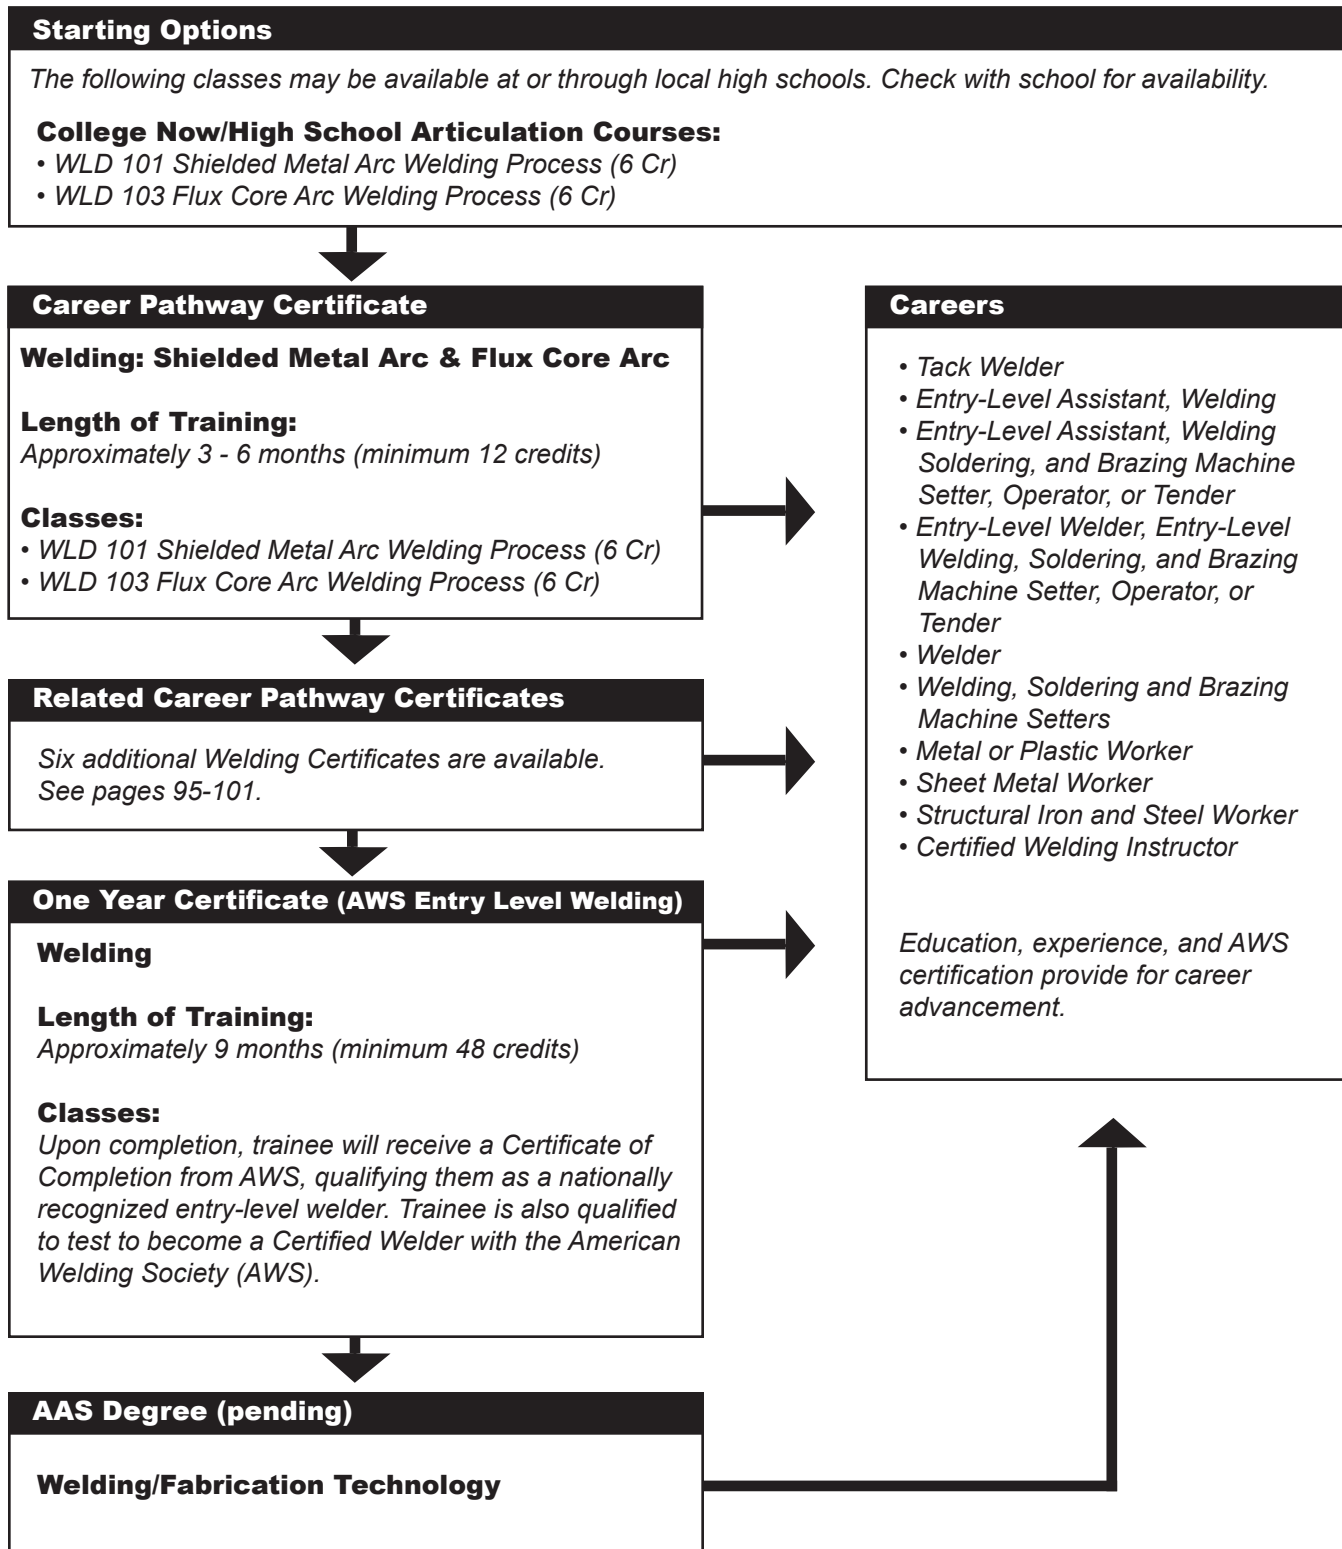 Starting Options
The following classes may be available at or through local high schools. Check with school for availability.
College Now/High School Articulation Courses:
• WLD 101 Shielded Metal Arc Welding Process (6 Cr)
• WLD 103 Flux Core Arc Welding Process (6 Cr)
Career Pathway Certificate
Welding: Shielded Metal Arc & Flux Core Arc
Length of Training:
Approximately 3 - 6 months (minimum 12 credits)
Classes:
• WLD 101 Shielded Metal Arc Welding Process (6 Cr)
• WLD 103 Flux Core Arc Welding Process (6 Cr)
Related Career Pathway Certificates
Six additional Welding Certificates are available.
See pages 95-101.
One Year Certificate (AWS Entry Level Welding)
Welding
Length of Training:
Approximately 9 months (minimum 48 credits)
Classes:
Upon completion, trainee will receive a Certificate of
Completion from AWS, qualifying them as a nationally
recognized entry-level welder. Trainee is also qualified
to test to become a Certified Welder with the American
Welding Society (AWS).
AAS Degree (pending)
Welding/Fabrication Technology
Careers
• Tack Welder
• Entry-Level Assistant, Welding
• Entry-Level Assistant, Welding
Soldering, and Brazing Machine
Setter, Operator, or Tender
• Entry-Level Welder, Entry-Level
Welding, Soldering, and Brazing
Machine Setter, Operator, or
Tender
• Welder
• Welding, Soldering and Brazing
Machine Setters
• Metal or Plastic Worker
• Sheet Metal Worker
• Structural Iron and Steel Worker
• Certified Welding Instructor
Education, experience, and AWS
certification provide for career
advancement.